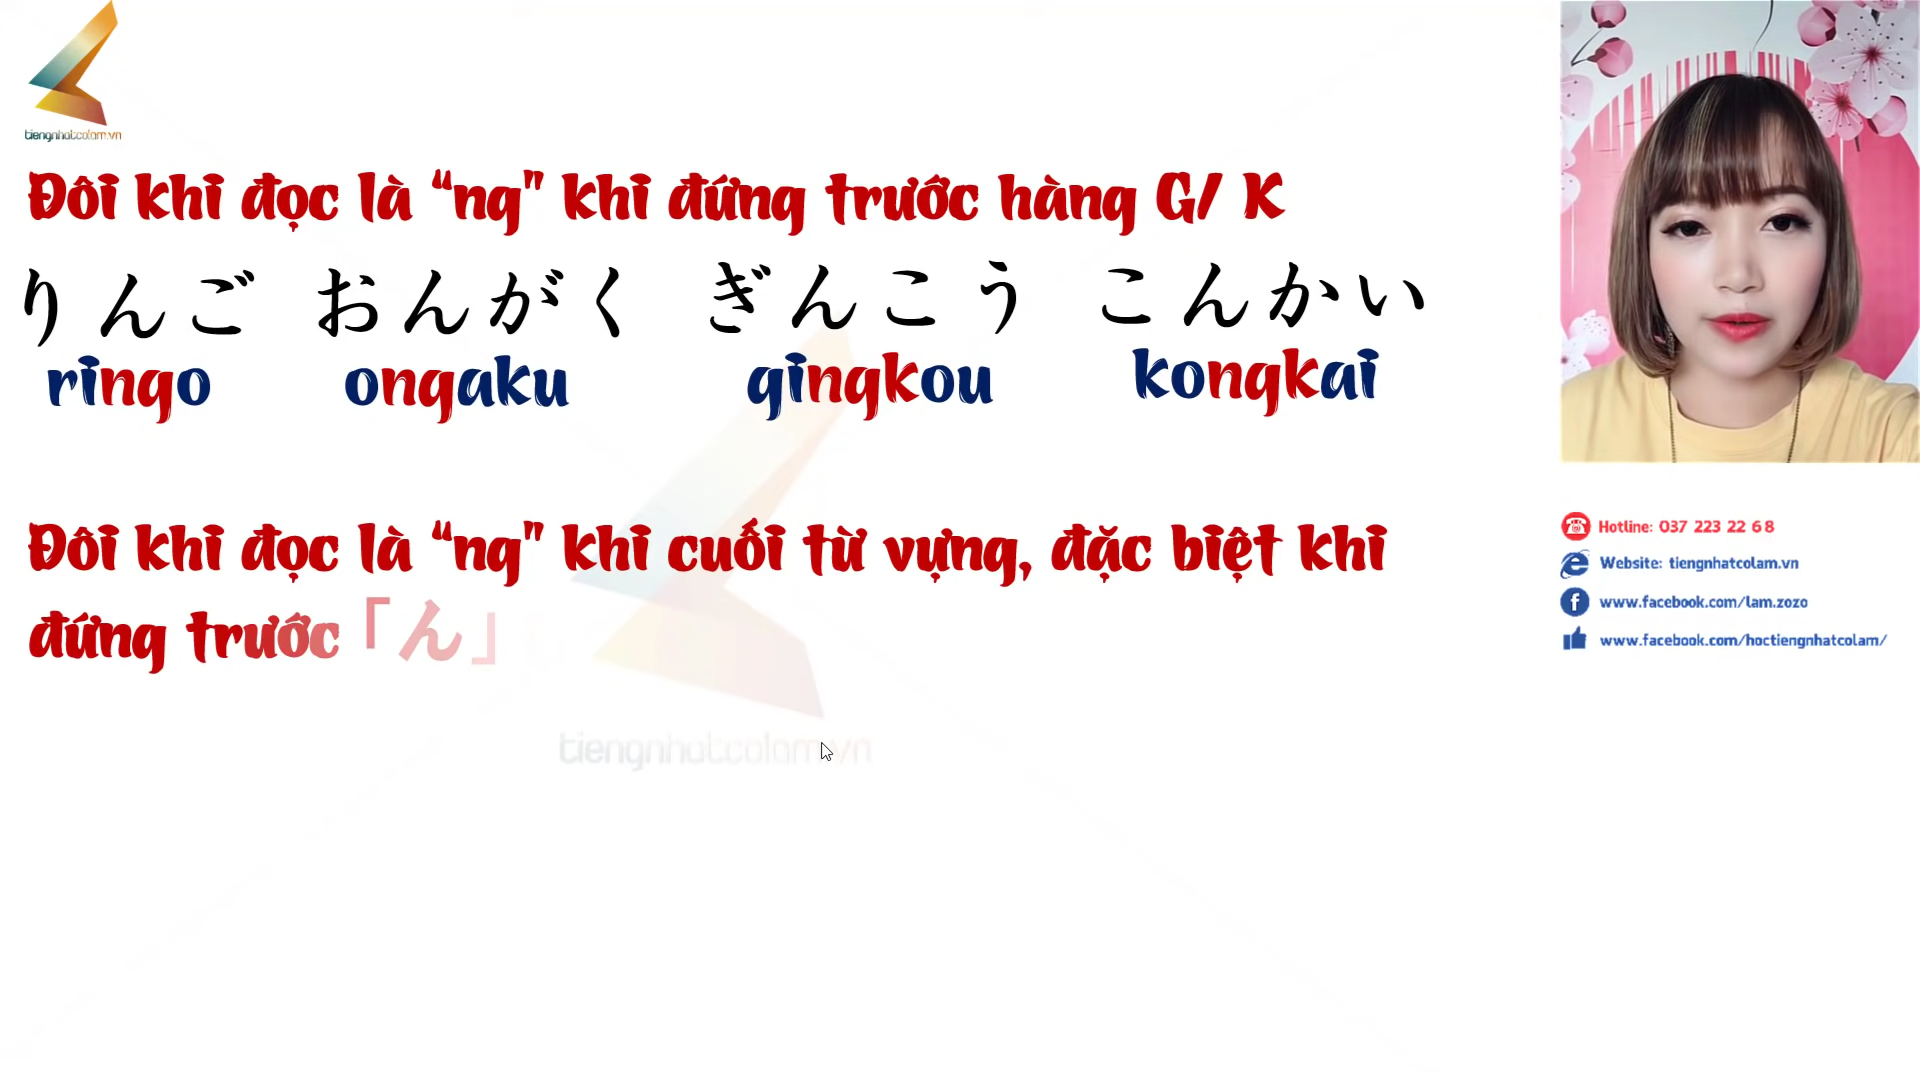 tiengnhatcolam.vn
Đôi khi đọc là “ng” khi đứng trước hàng G/ K
りんご おんがく ぎんこう こんかい
ringo ongaku gingkou kongkai
Đôi khi đọc là “ng” khi cuối từ vựng, đặc biệt khi
đứng trước「ん」
tiengnhatcolam.vn
Hotline: 037 223 22 68
Website: tiengnhatcolam.vn
www.facebook.com/lam.zozo
www.facebook.com/hoctiengnhatcolam/